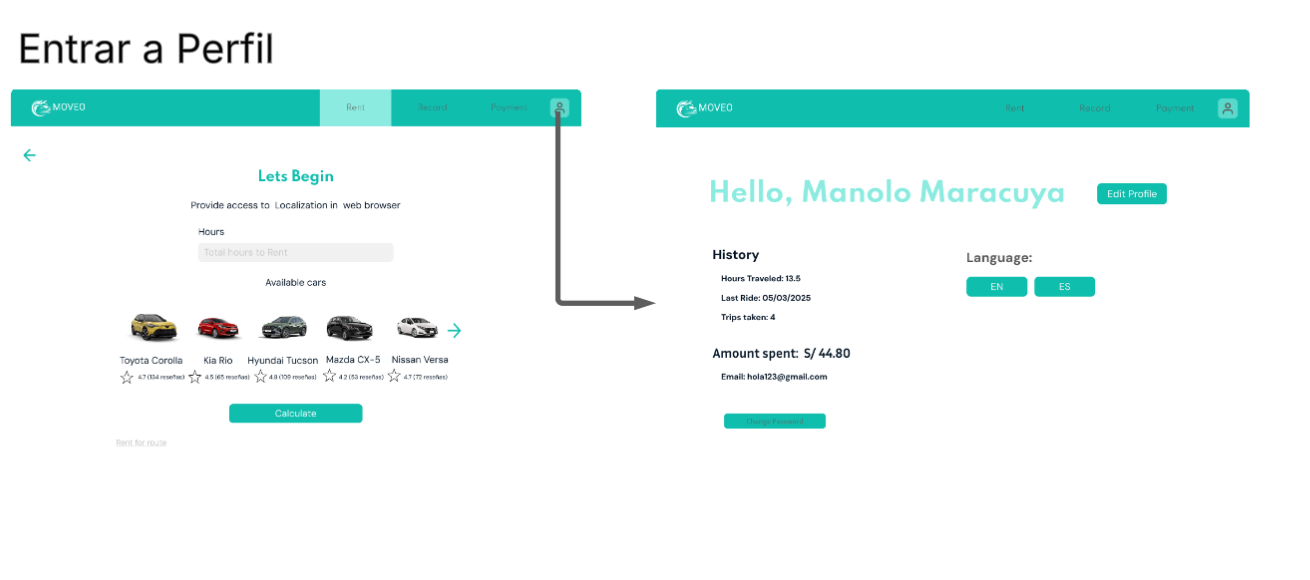 Entrar a Perfil
MOVEO Rent Record Payment
Lets Begin
Provide access to Localization in web browser
Hours
Total hours to Rent
Available cars
Toyota Corolla Kia Rio Hyundai Tucson Mazda CX-5 Nissan Versa
4.7 (334 reseñas) 4.5 (65 reseñas) 4.8 (109 reseñas) 4.2 (53 reseñas) 4.7 (72 reseñas)
Calculate
Rent for route
MOVEO Rent Record Payment
Hello, Manolo Maracuya
Edit Profile
History
Hours Traveled: 13.5
Last Ride: 05/03/2025
Trips taken: 4
Amount spent: S/ 44.80
Email: hola123@gmail.com
Change Password
Language:
EN ES